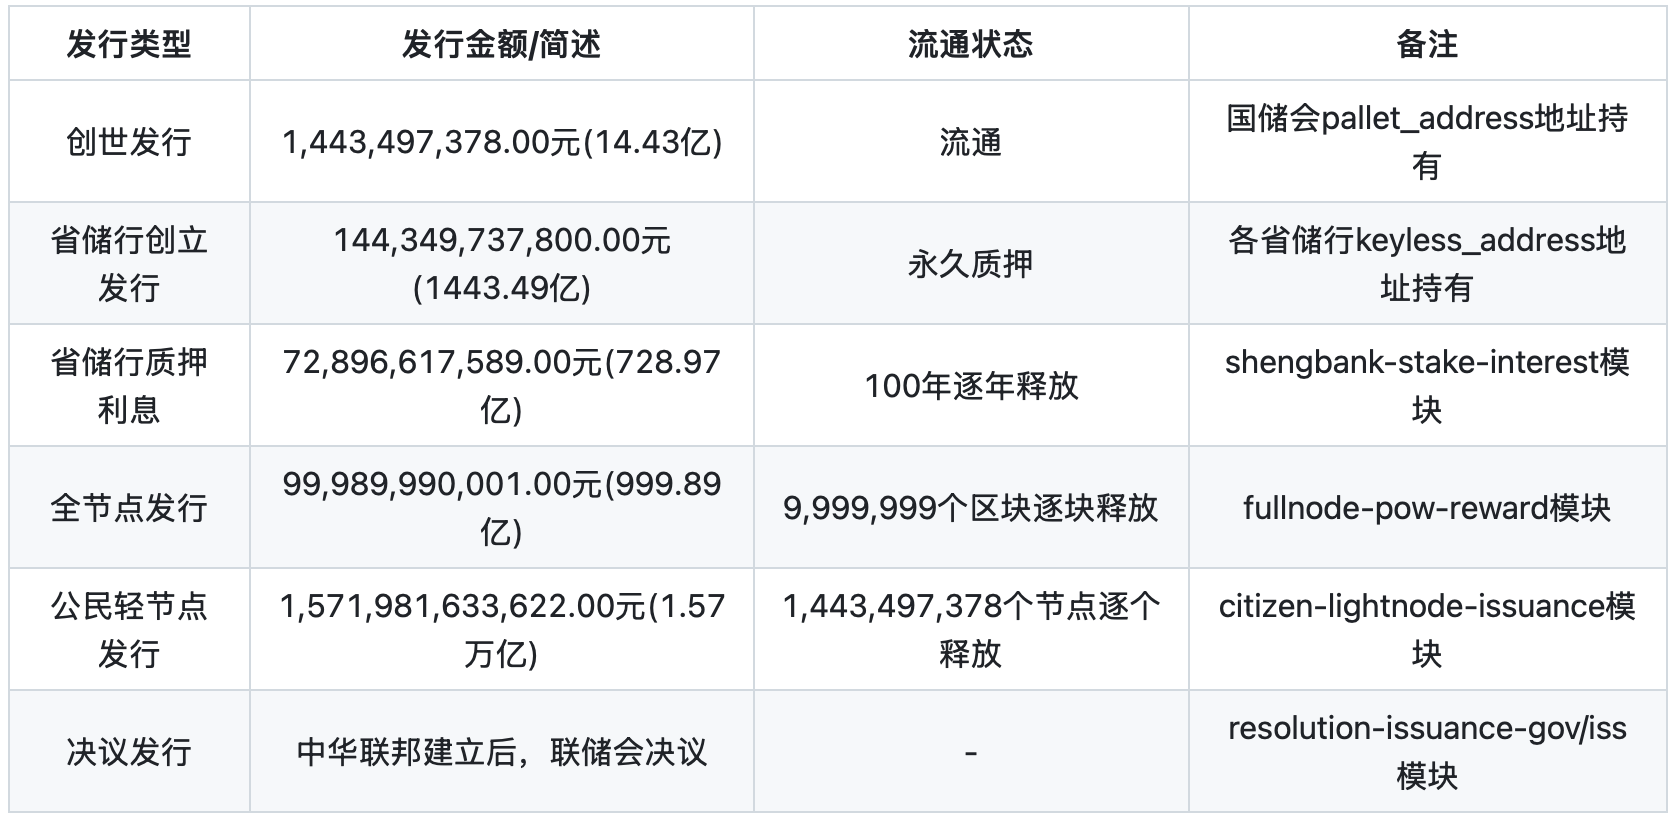 发行类型 发行金额/简述 流通状态 备注
创世发行 1,443,497,378.00元(14.43亿) 流通 国储会pallet_address地址持
有
省储行创立
发行 144,349,737,800.00元
(1443.49亿) 永久质押 各省储行keyless_address地
址持有
省储行质押
利息 72,896,617,589.00元(728.97
亿) 100年逐年释放 shengbank-stake-interest模
块
全节点发行 99,989,990,001.00元(999.89
亿) 9,999,999个区块逐块释放 fullnode-pow-reward模块
公民轻节点
发行 1,571,981,633,622.00元(1.57
万亿) 1,443,497,378个节点逐个
释放 citizen-lightnode-issuance模
块
决议发行 中华联邦建立后，联储会决议 - resolution-issuance-gov/iss
模块